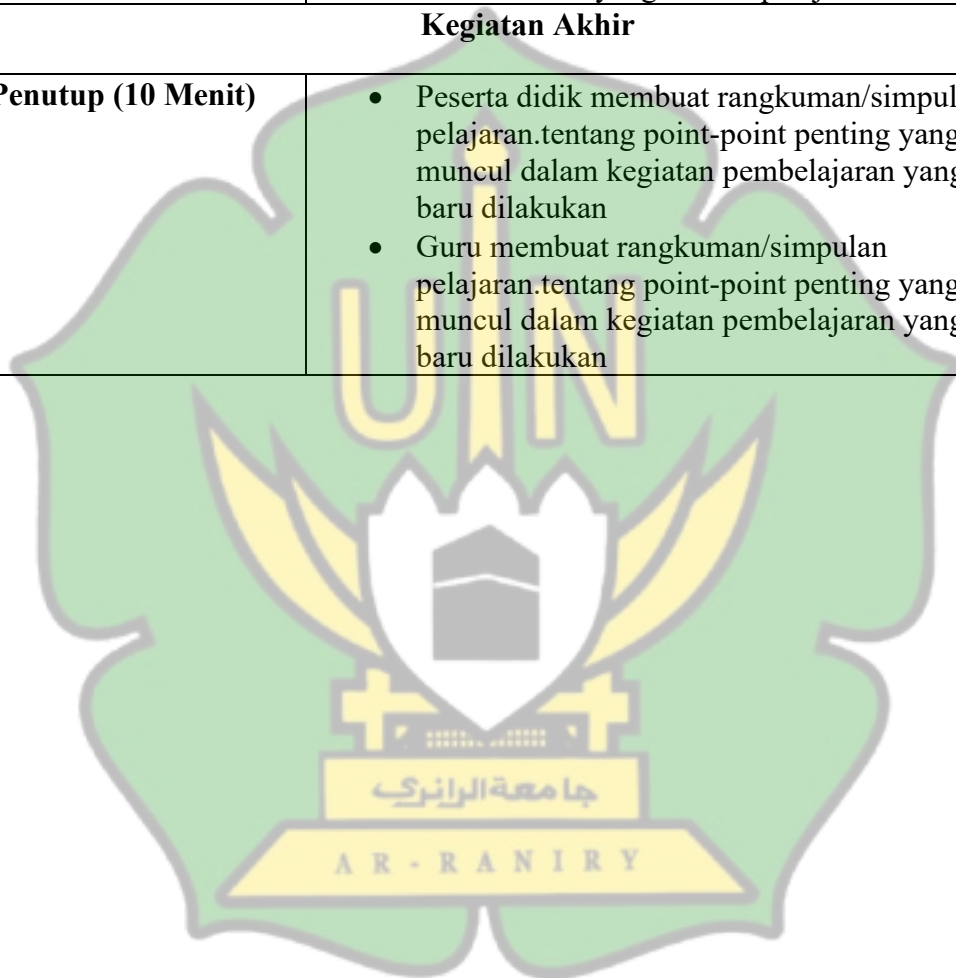 Kegiatan Akhir
Penutup (10 Menit)
• Peserta didik membuat rangkuman/simpul
pelajaran.tentang point-point penting yang
muncul dalam kegiatan pembelajaran yang
baru dilakukan
• Guru membuat rangkuman/simpulan
pelajaran.tentang point-point penting yang
muncul dalam kegiatan pembelajaran yang
baru dilakukan
UIN
جامعة الرانري
AR-RANIRY